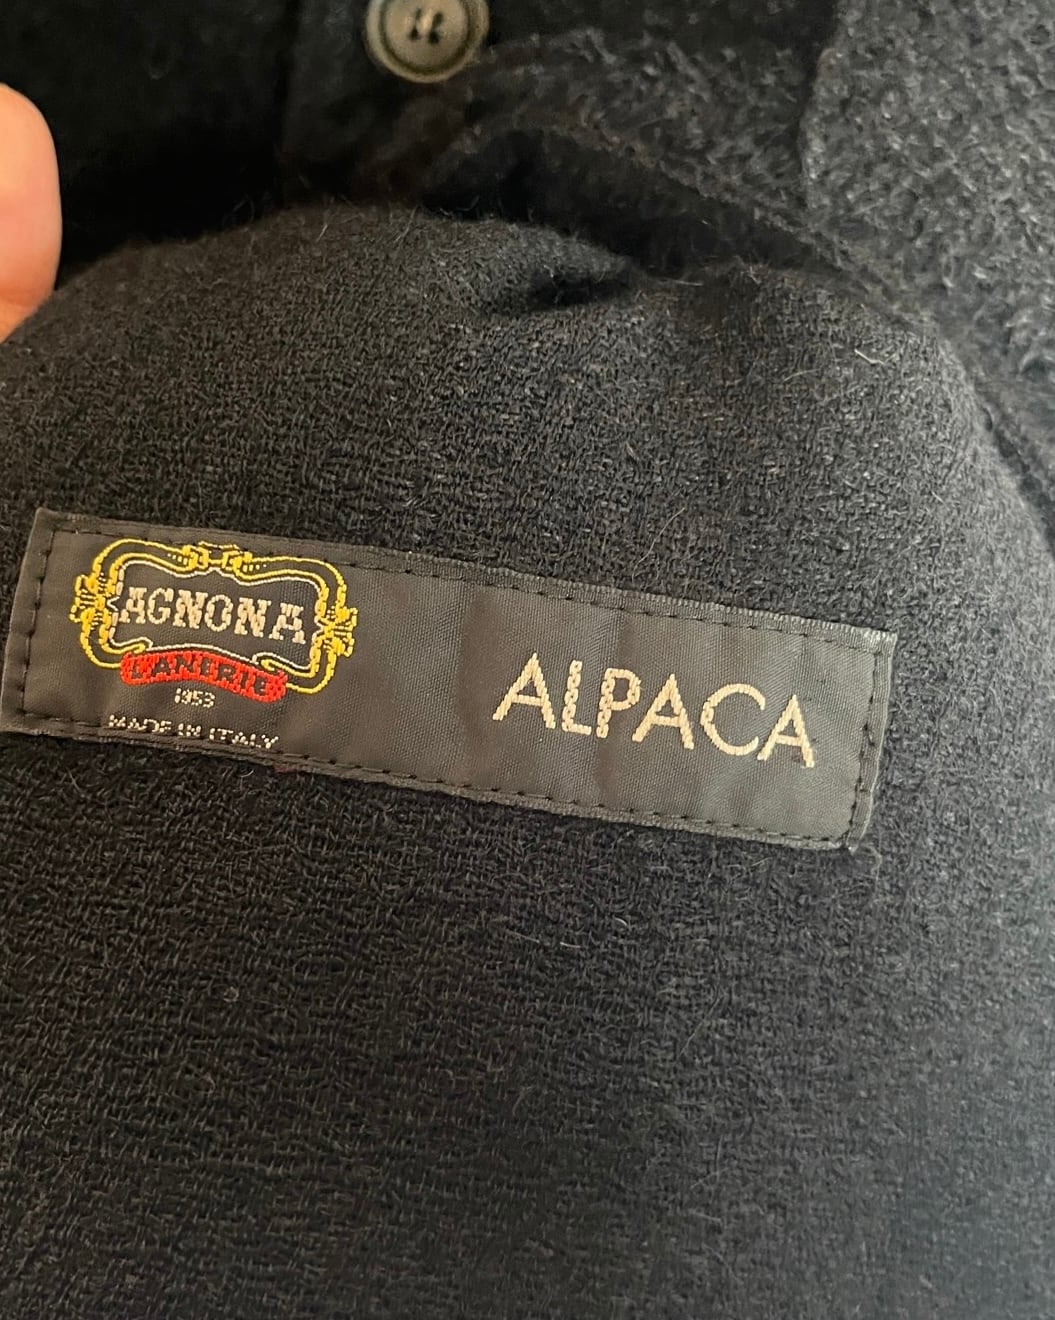 AGNONA
LANERIE
1953
MADE IN ITALY
ALPACA